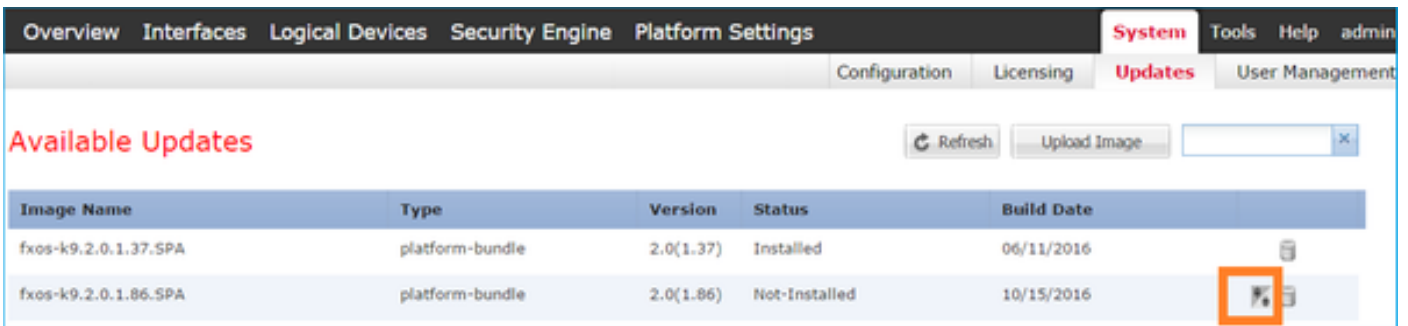 Overview Interfaces Logical Devices Security Engine Platform Settings System Tools Help admin
Configuration Licensing Updates User Management
Available Updates Refresh Upload Image
Image Name Type Version Status Build Date
fxos-k9.2.0.1.37.SPA platform-bundle 2.0(1.37) Installed 06/11/2016
fxos-k9.2.0.1.86.SPA platform-bundle 2.0(1.86) Not-Installed 10/15/2016